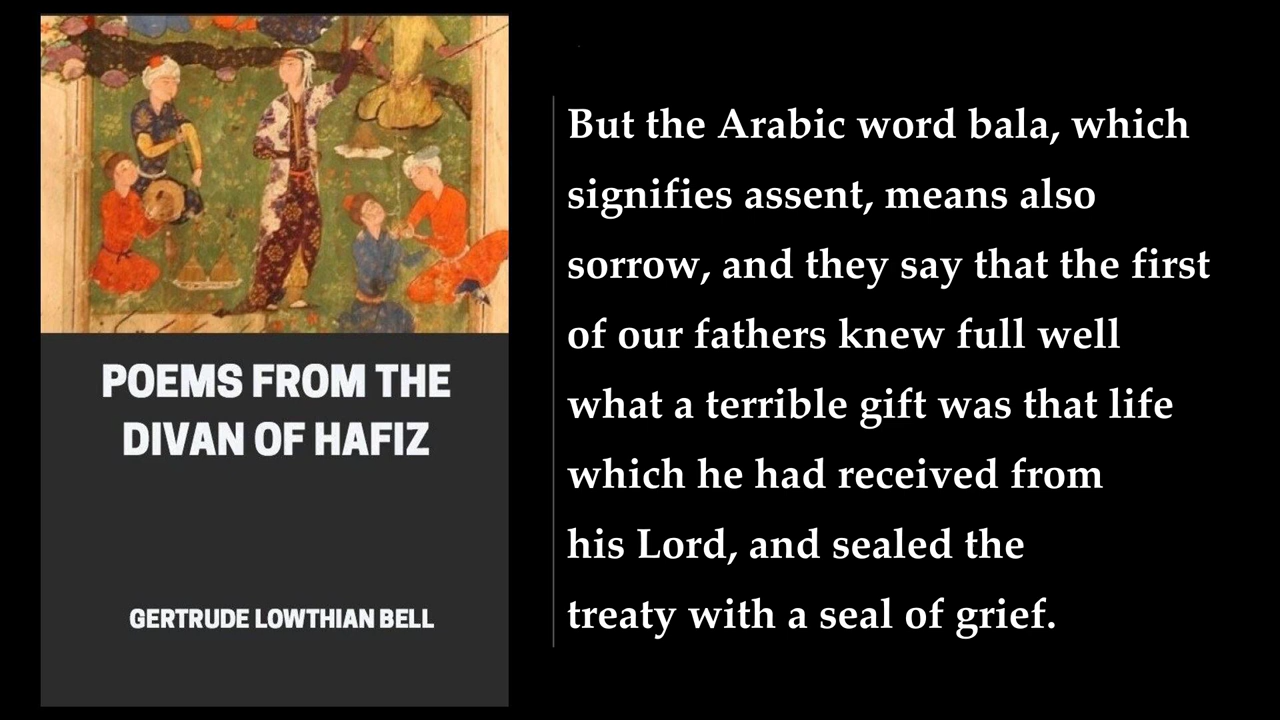 POEMS FROM THE
DIVAN OF HAFIZ
GERTRUDE LOWTHIAN BELL
But the Arabic word bala, which
signifies assent, means also
sorrow, and they say that the first
of our fathers knew full well
what a terrible gift was that life
which he had received from
his Lord, and sealed the
treaty with a seal of grief.